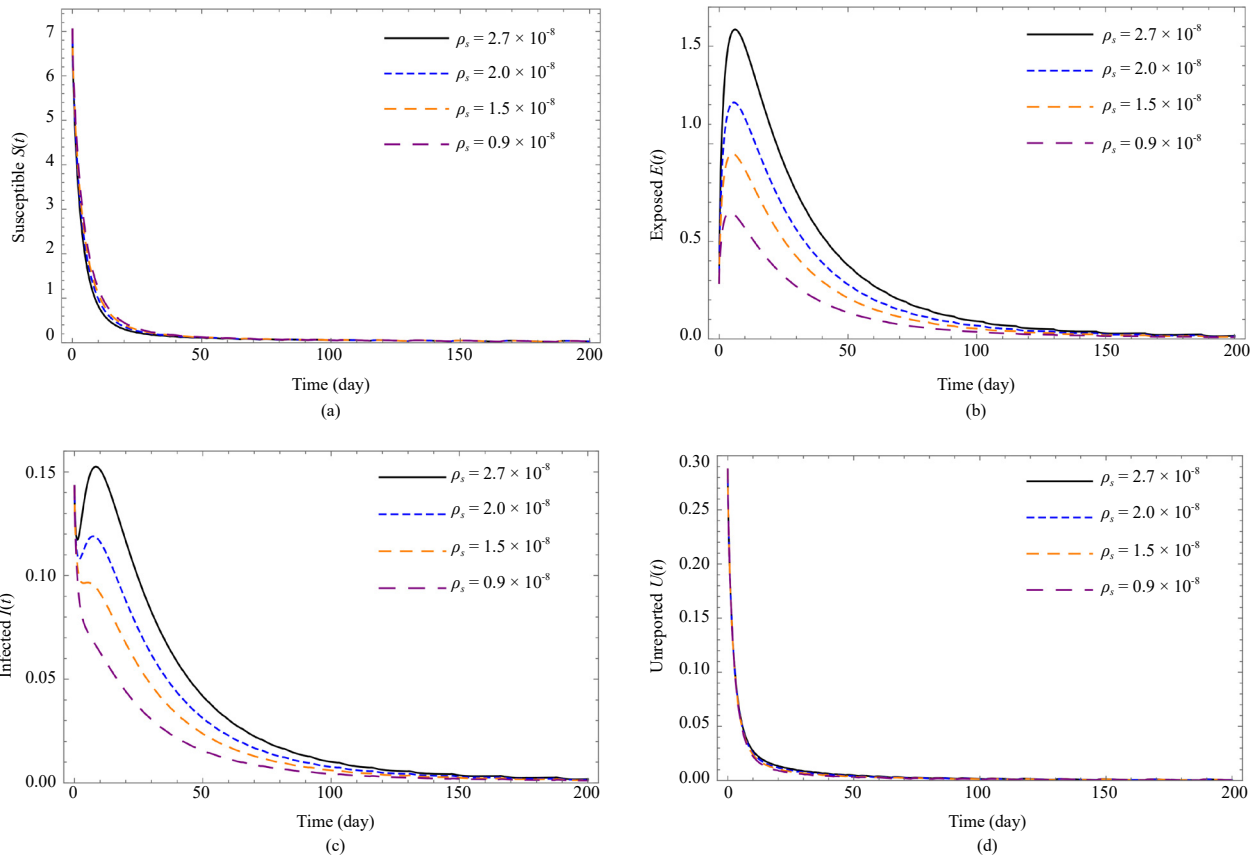 7
6
5
4
3
2
1
0
Susceptible S(t)
ρs = 2.7 × 10-8
ρs = 2.0 × 10-8
ρs = 1.5 × 10-8
ρs = 0.9 × 10-8
0 50 100 150 200
Time (day)
(a)
1.5
1.0
0.5
0.0
Exposed E(t)
ρs = 2.7 × 10-8
ρs = 2.0 × 10-8
ρs = 1.5 × 10-8
ρs = 0.9 × 10-8
0 50 100 150 200
Time (day)
(b)
0.15
0.10
0.05
0.00
Infected I(t)
ρs = 2.7 × 10-8
ρs = 2.0 × 10-8
ρs = 1.5 × 10-8
ρs = 0.9 × 10-8
0 50 100 150 200
Time (day)
(c)
0.30
0.25
0.20
0.15
0.10
0.05
0.00
Unreported U(t)
ρs = 2.7 × 10-8
ρs = 2.0 × 10-8
ρs = 1.5 × 10-8
ρs = 0.9 × 10-8
0 50 100 150 200
Time (day)
(d)